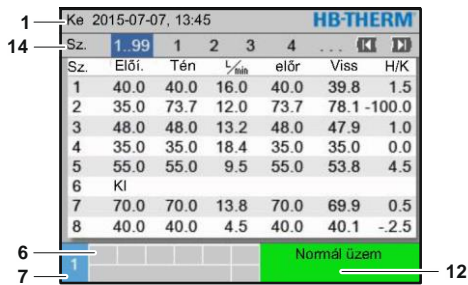 1 Ke 2015-07-07, 13:45 HB-THERM
14 Sz. 1..99 1 2 3 4 ...
Sz. Előí. Tén L/min előr Viss H/K
1 40.0 40.0 16.0 40.0 39.8 1.5
2 35.0 73.7 12.0 73.7 78.1 -100.0
3 48.0 48.0 13.2 48.0 47.9 1.0
4 35.0 35.0 18.4 35.0 35.0 0.0
5 55.0 55.0 9.5 55.0 53.8 4.5
6 KI
7 70.0 70.0 13.8 70.0 69.9 0.5
8 40.0 40.0 4.5 40.0 40.1 -.2.5
6 Normál üzem
7 1 12